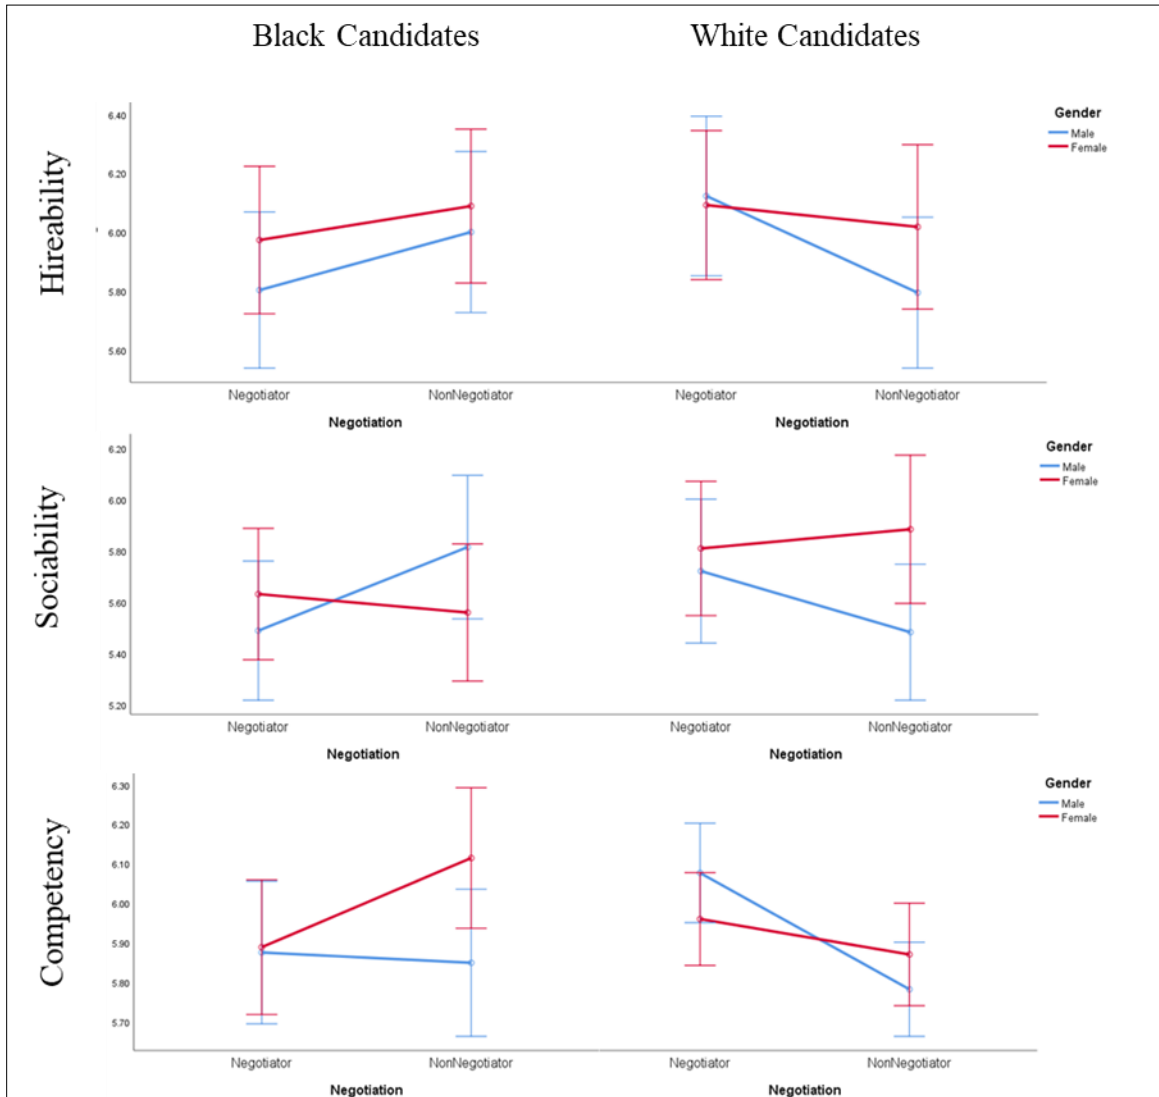 Black Candidates White Candidates
Hireability
6.40
6.20
6.00
5.80
5.60
Gender
Male
Female
Negotiator NonNegotiator Negotiator NonNegotiator
Negotiation Negotiation
Sociability
6.20
6.00
5.80
5.60
5.40
5.20
Gender
Male
Female
Negotiator NonNegotiator Negotiator NonNegotiator
Negotiation Negotiation
Competency
6.30
6.20
6.10
6.00
5.90
5.80
5.70
Gender
Male
Female
Negotiator NonNegotiator Negotiator NonNegotiator
Negotiation Negotiation